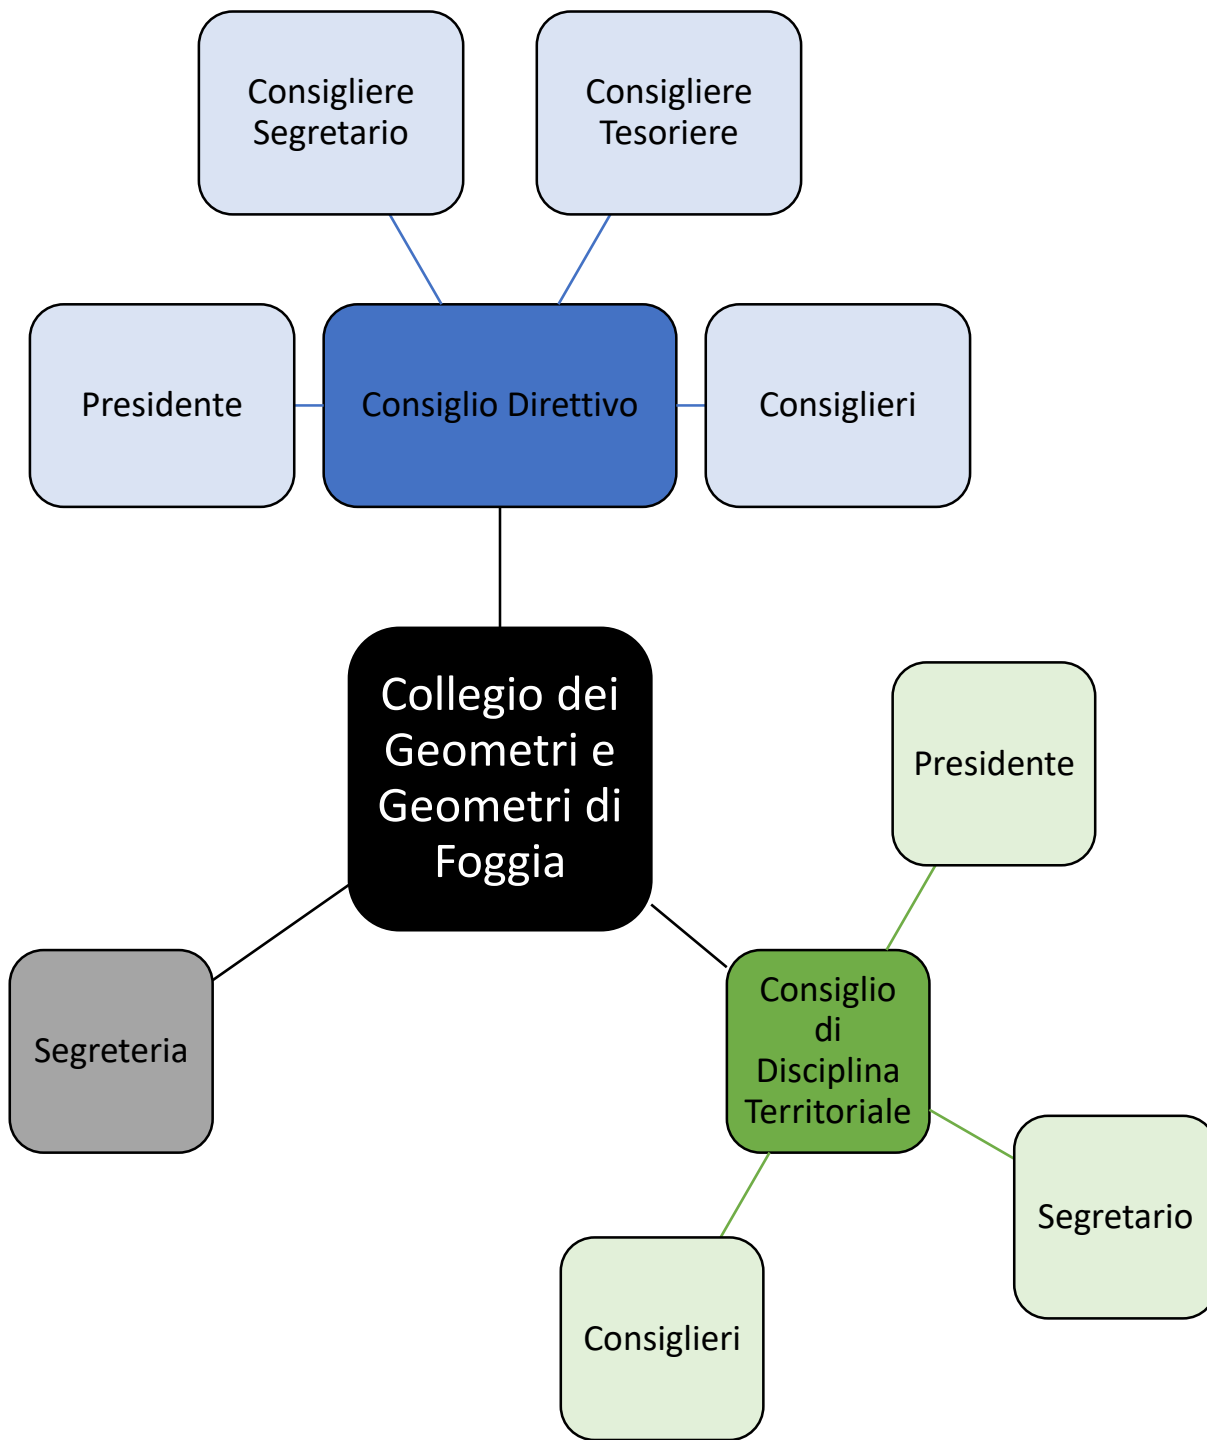 Consigliere
Segretario
Consigliere
Tesoriere
Presidente
Consiglio Direttivo
Consiglieri
Collegio dei
Geometri e
Geometri di
Foggia
Presidente
Segreteria
Consiglio
di
Disciplina
Territoriale
Segretario
Consiglieri